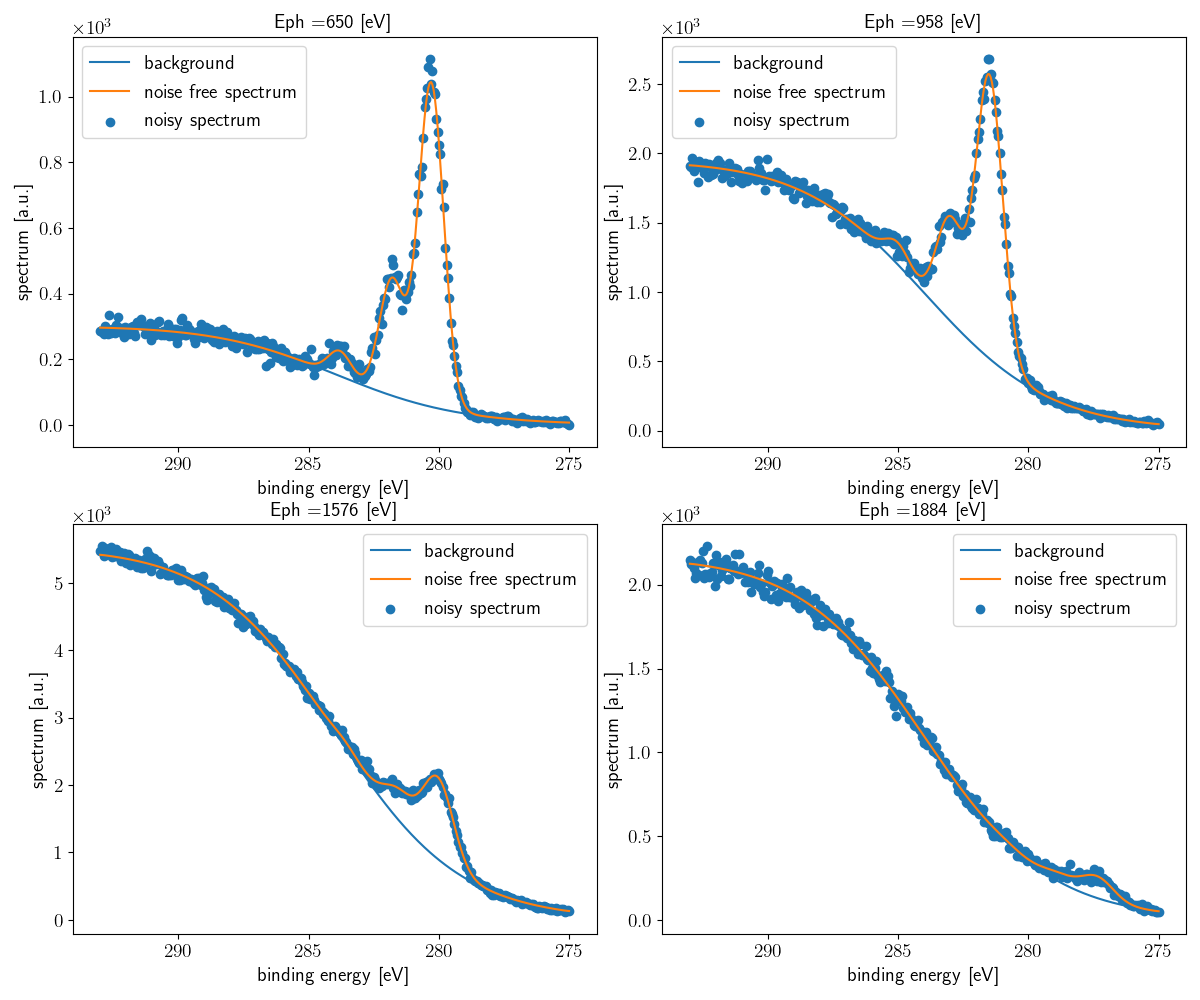 ×10³
Eph =650 [eV]
background
noise free spectrum
noisy spectrum
spectrum [a.u.]
1.0
0.8
0.6
0.4
0.2
0.0
290
285
280
275
binding energy [eV]
×10³
Eph =958 [eV]
background
noise free spectrum
noisy spectrum
spectrum [a.u.]
2.5
2.0
1.5
1.0
0.5
0.0
290
285
280
275
binding energy [eV]
×10³
Eph =1576 [eV]
background
noise free spectrum
noisy spectrum
spectrum [a.u.]
5
4
3
2
1
0
290
285
280
275
binding energy [eV]
×10³
Eph =1884 [eV]
background
noise free spectrum
noisy spectrum
spectrum [a.u.]
2.0
1.5
1.0
0.5
0.0
290
285
280
275
binding energy [eV]